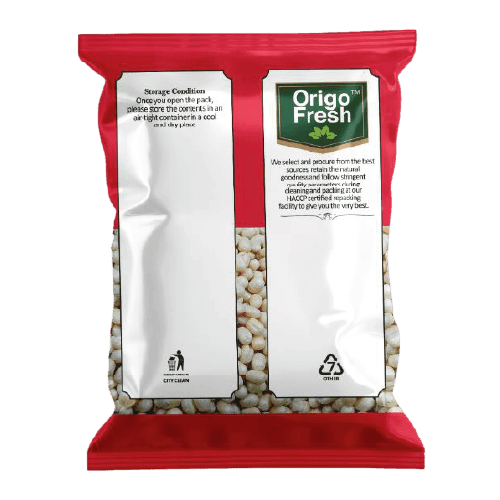 Storage Condition
Once you open the pack,
please store the contents in an
air-tight container in a cool
and dry place
Origo
Fresh
TM
We select and procure from the best
sources retain the natural
goodness and follow stringent
quality parameters during
cleaning and packing at our
HACCP certified repacking
facility to give you the very best.
CITY CLEAN
7
OTHER